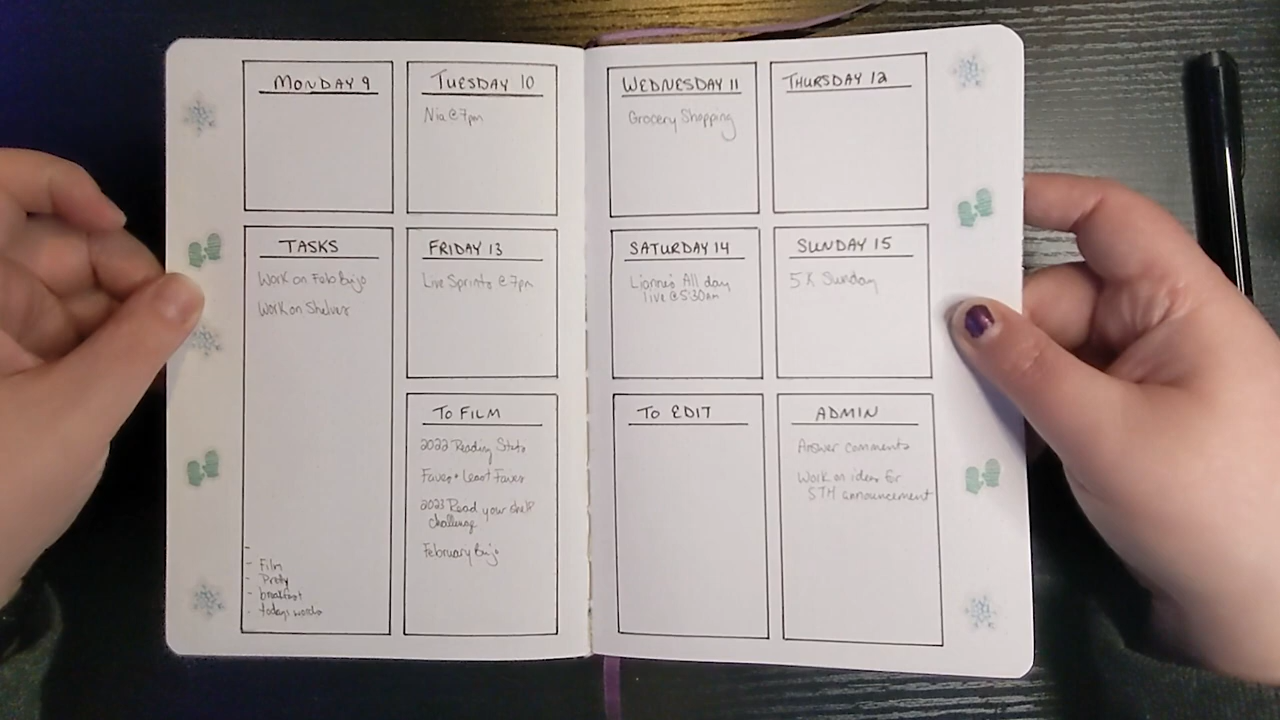 MONDAY 9
TUESDAY 10
Nia @ 7pm
WEDNESDAY 11
Grocery Shopping
THURSDAY 12
TASKS
Work on Feb Bujo
Work on Shelves
- Film
- Pretty
- breakfast
- todays words
FRIDAY 13
Live Sprints @ 7pm
SATURDAY 14
Lianne's All day
live @ 5:30am
SUNDAY 15
5K Sunday
TO FILM
2022 Reading Stats
Faves + Least Faves
2023 Read your shelf
challenge
February Bujo
TO EDIT
ADMIN
Answer comments
Work on ideas for
STH announcement